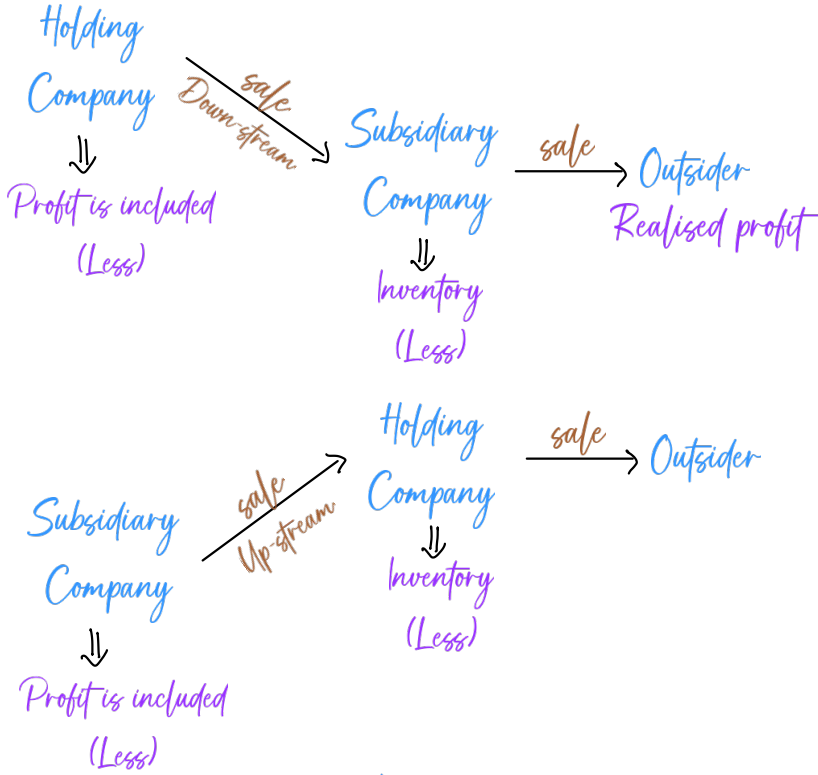 Holding
Company
sale
Down-stream
Profit is included
(Less)
Subsidiary
Company
Inventory
(Less)
sale
Outsider
Realised profit
Subsidiary
Company
Profit is included
(Less)
sale
Up-stream
Holding
Company
Inventory
(Less)
sale
Outsider